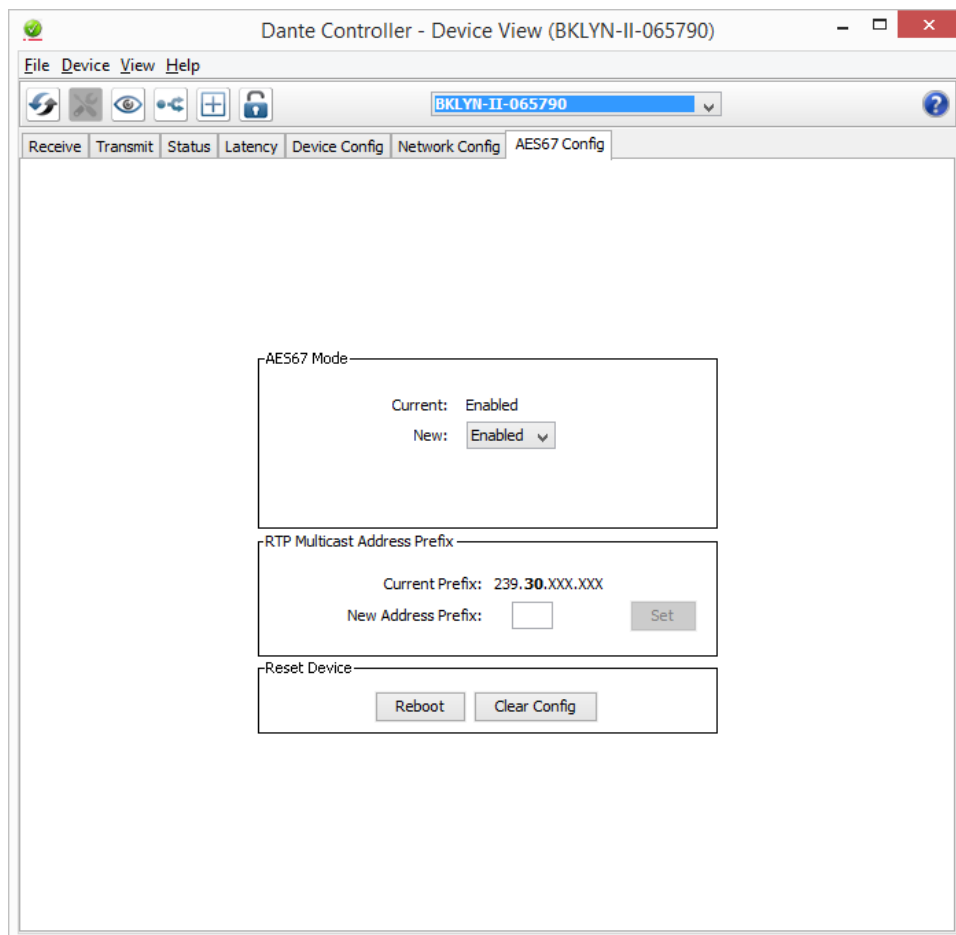 Dante Controller - Device View (BKLYN-II-065790)
File Device View Help
BKLYN-II-065790
?
Receive Transmit Status Latency Device Config Network Config AES67 Config
AES67 Mode
Current: Enabled
New: Enabled
RTP Multicast Address Prefix
Current Prefix: 239.30.XXX.XXX
New Address Prefix: Set
Reset Device
Reboot Clear Config